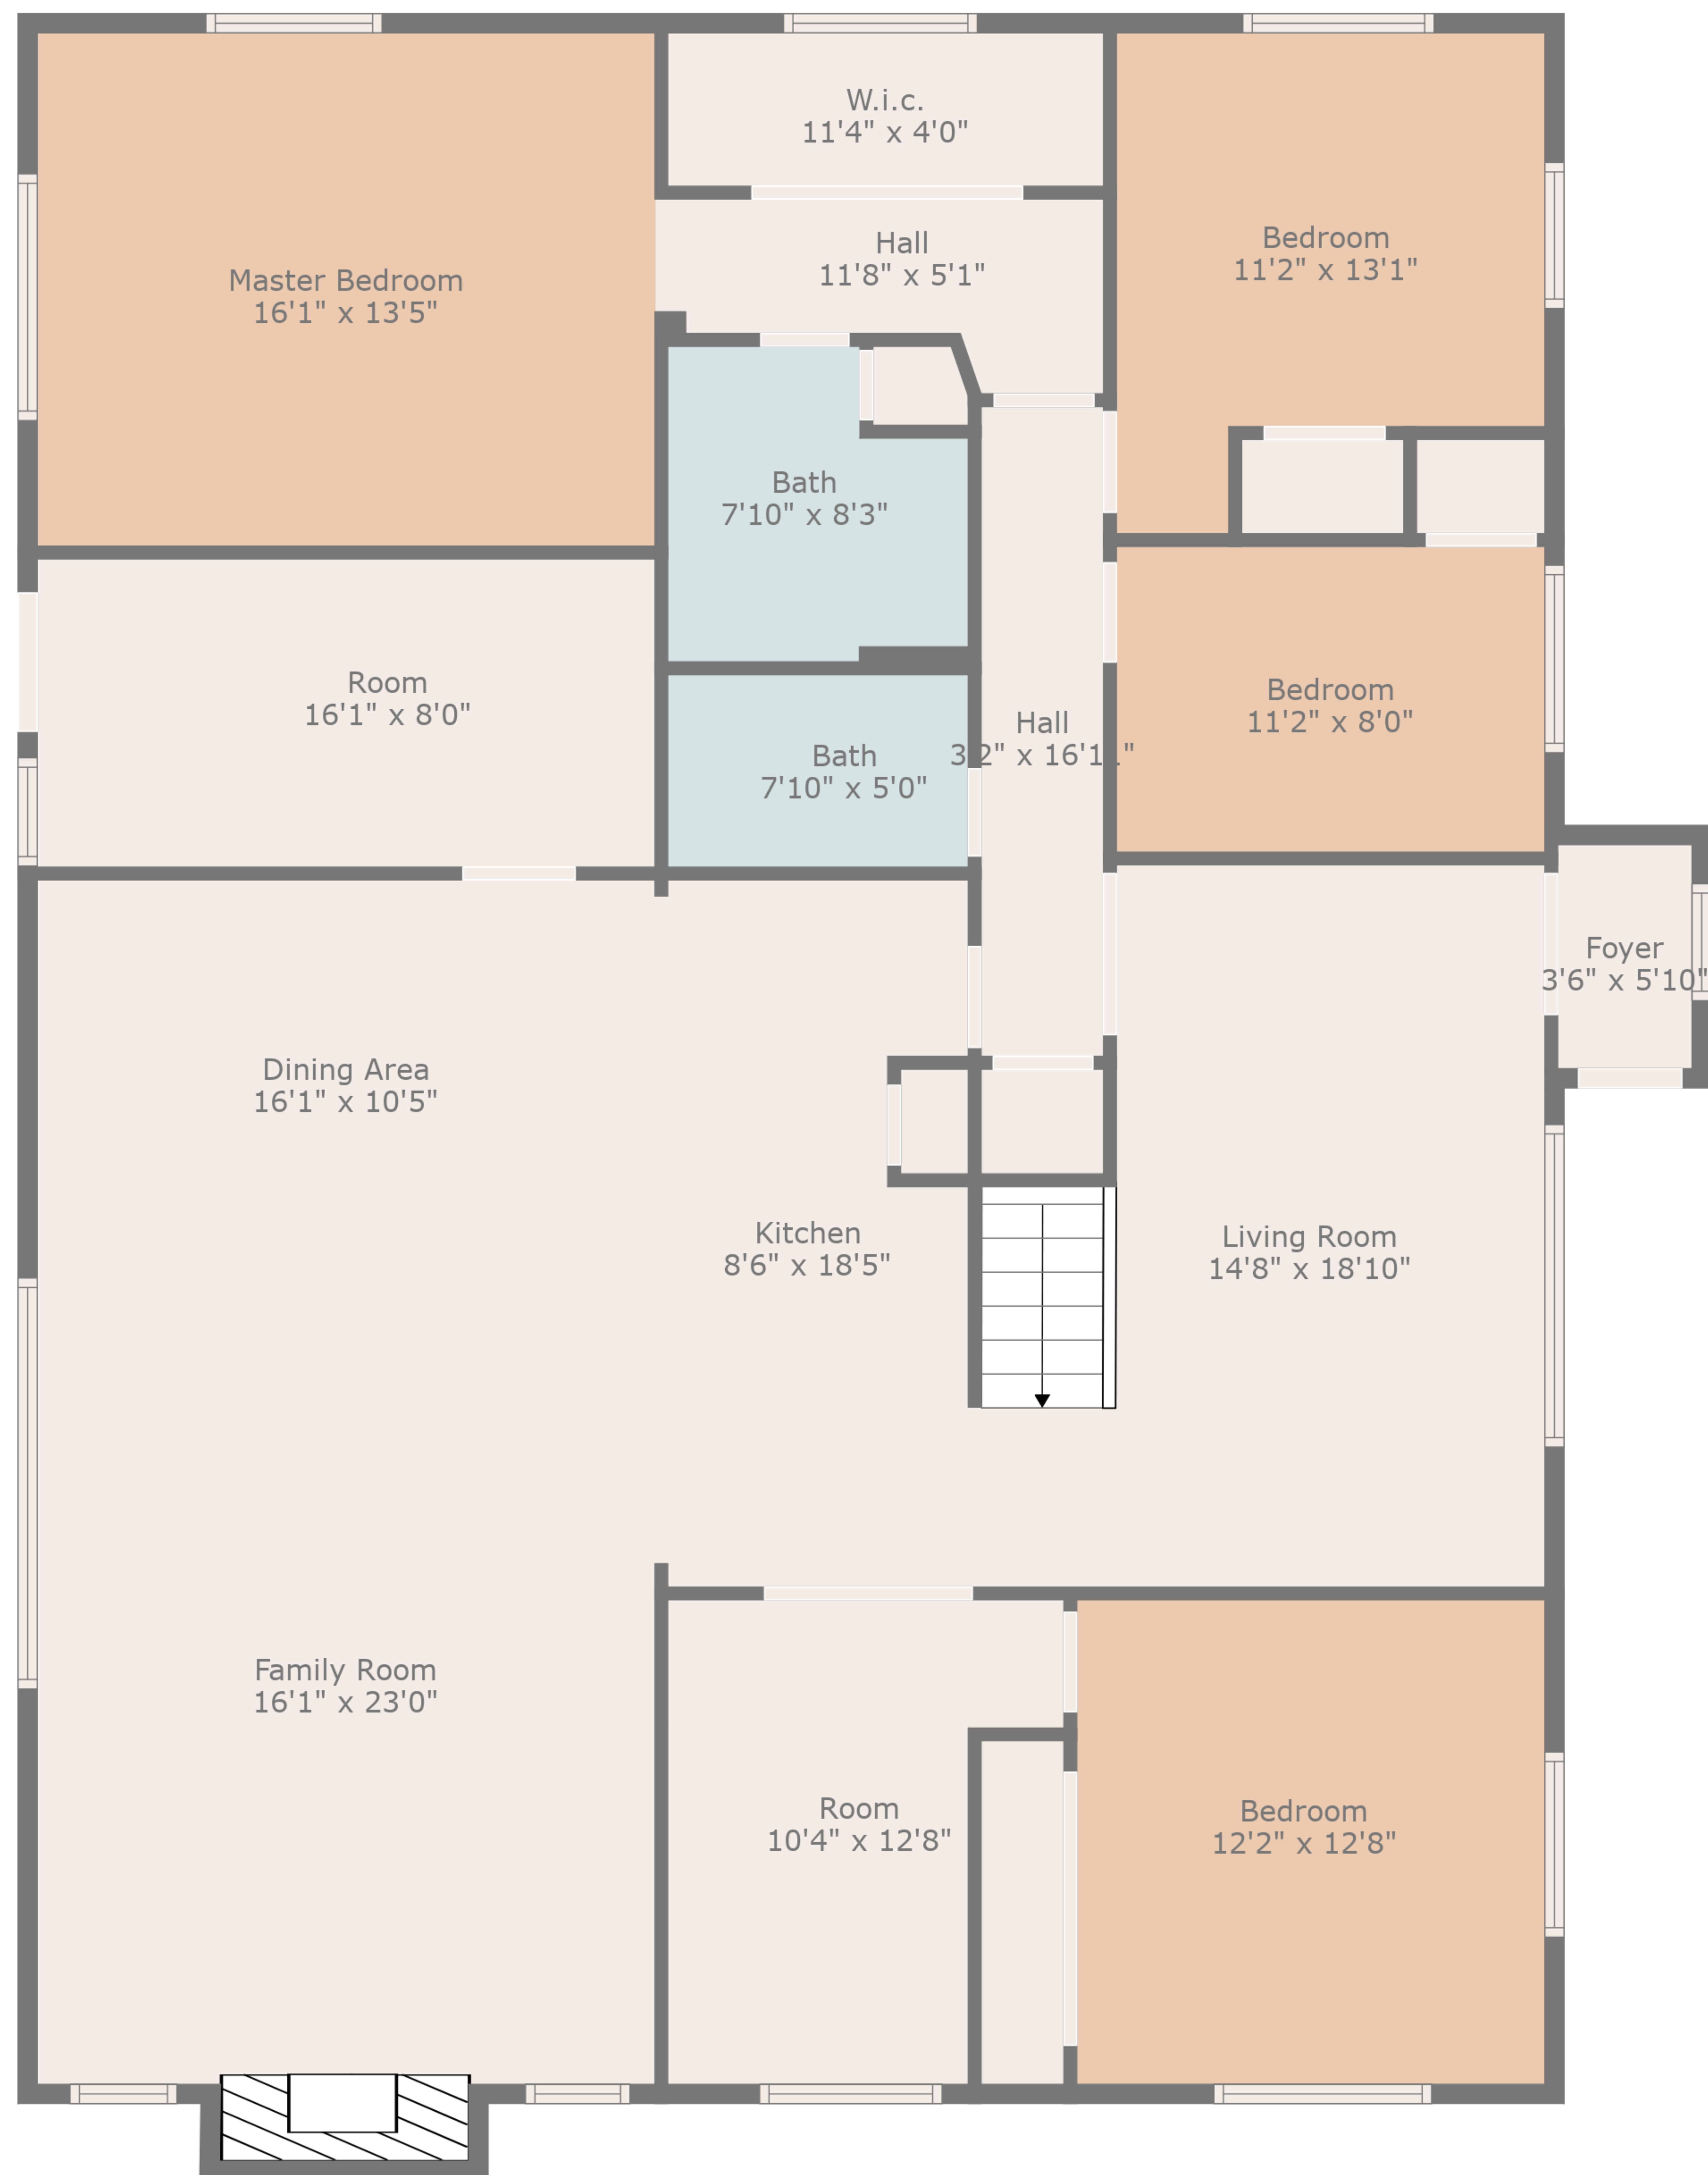 W.i.c.
11'4" x 4'0"
Hall
11'8" x 5'1"
Bedroom
11'2" x 13'1"
Master Bedroom
16'1" x 13'5"
Bath
7'10" x 8'3"
Room
16'1" x 8'0"
Bath
7'10" x 5'0"
Hall
3'2" x 16'11"
Bedroom
11'2" x 8'0"
Foyer
3'6" x 5'10"
Dining Area
16'1" x 10'5"
Kitchen
8'6" x 18'5"
Living Room
14'8" x 18'10"
Family Room
16'1" x 23'0"
Room
10'4" x 12'8"
Bedroom
12'2" x 12'8"